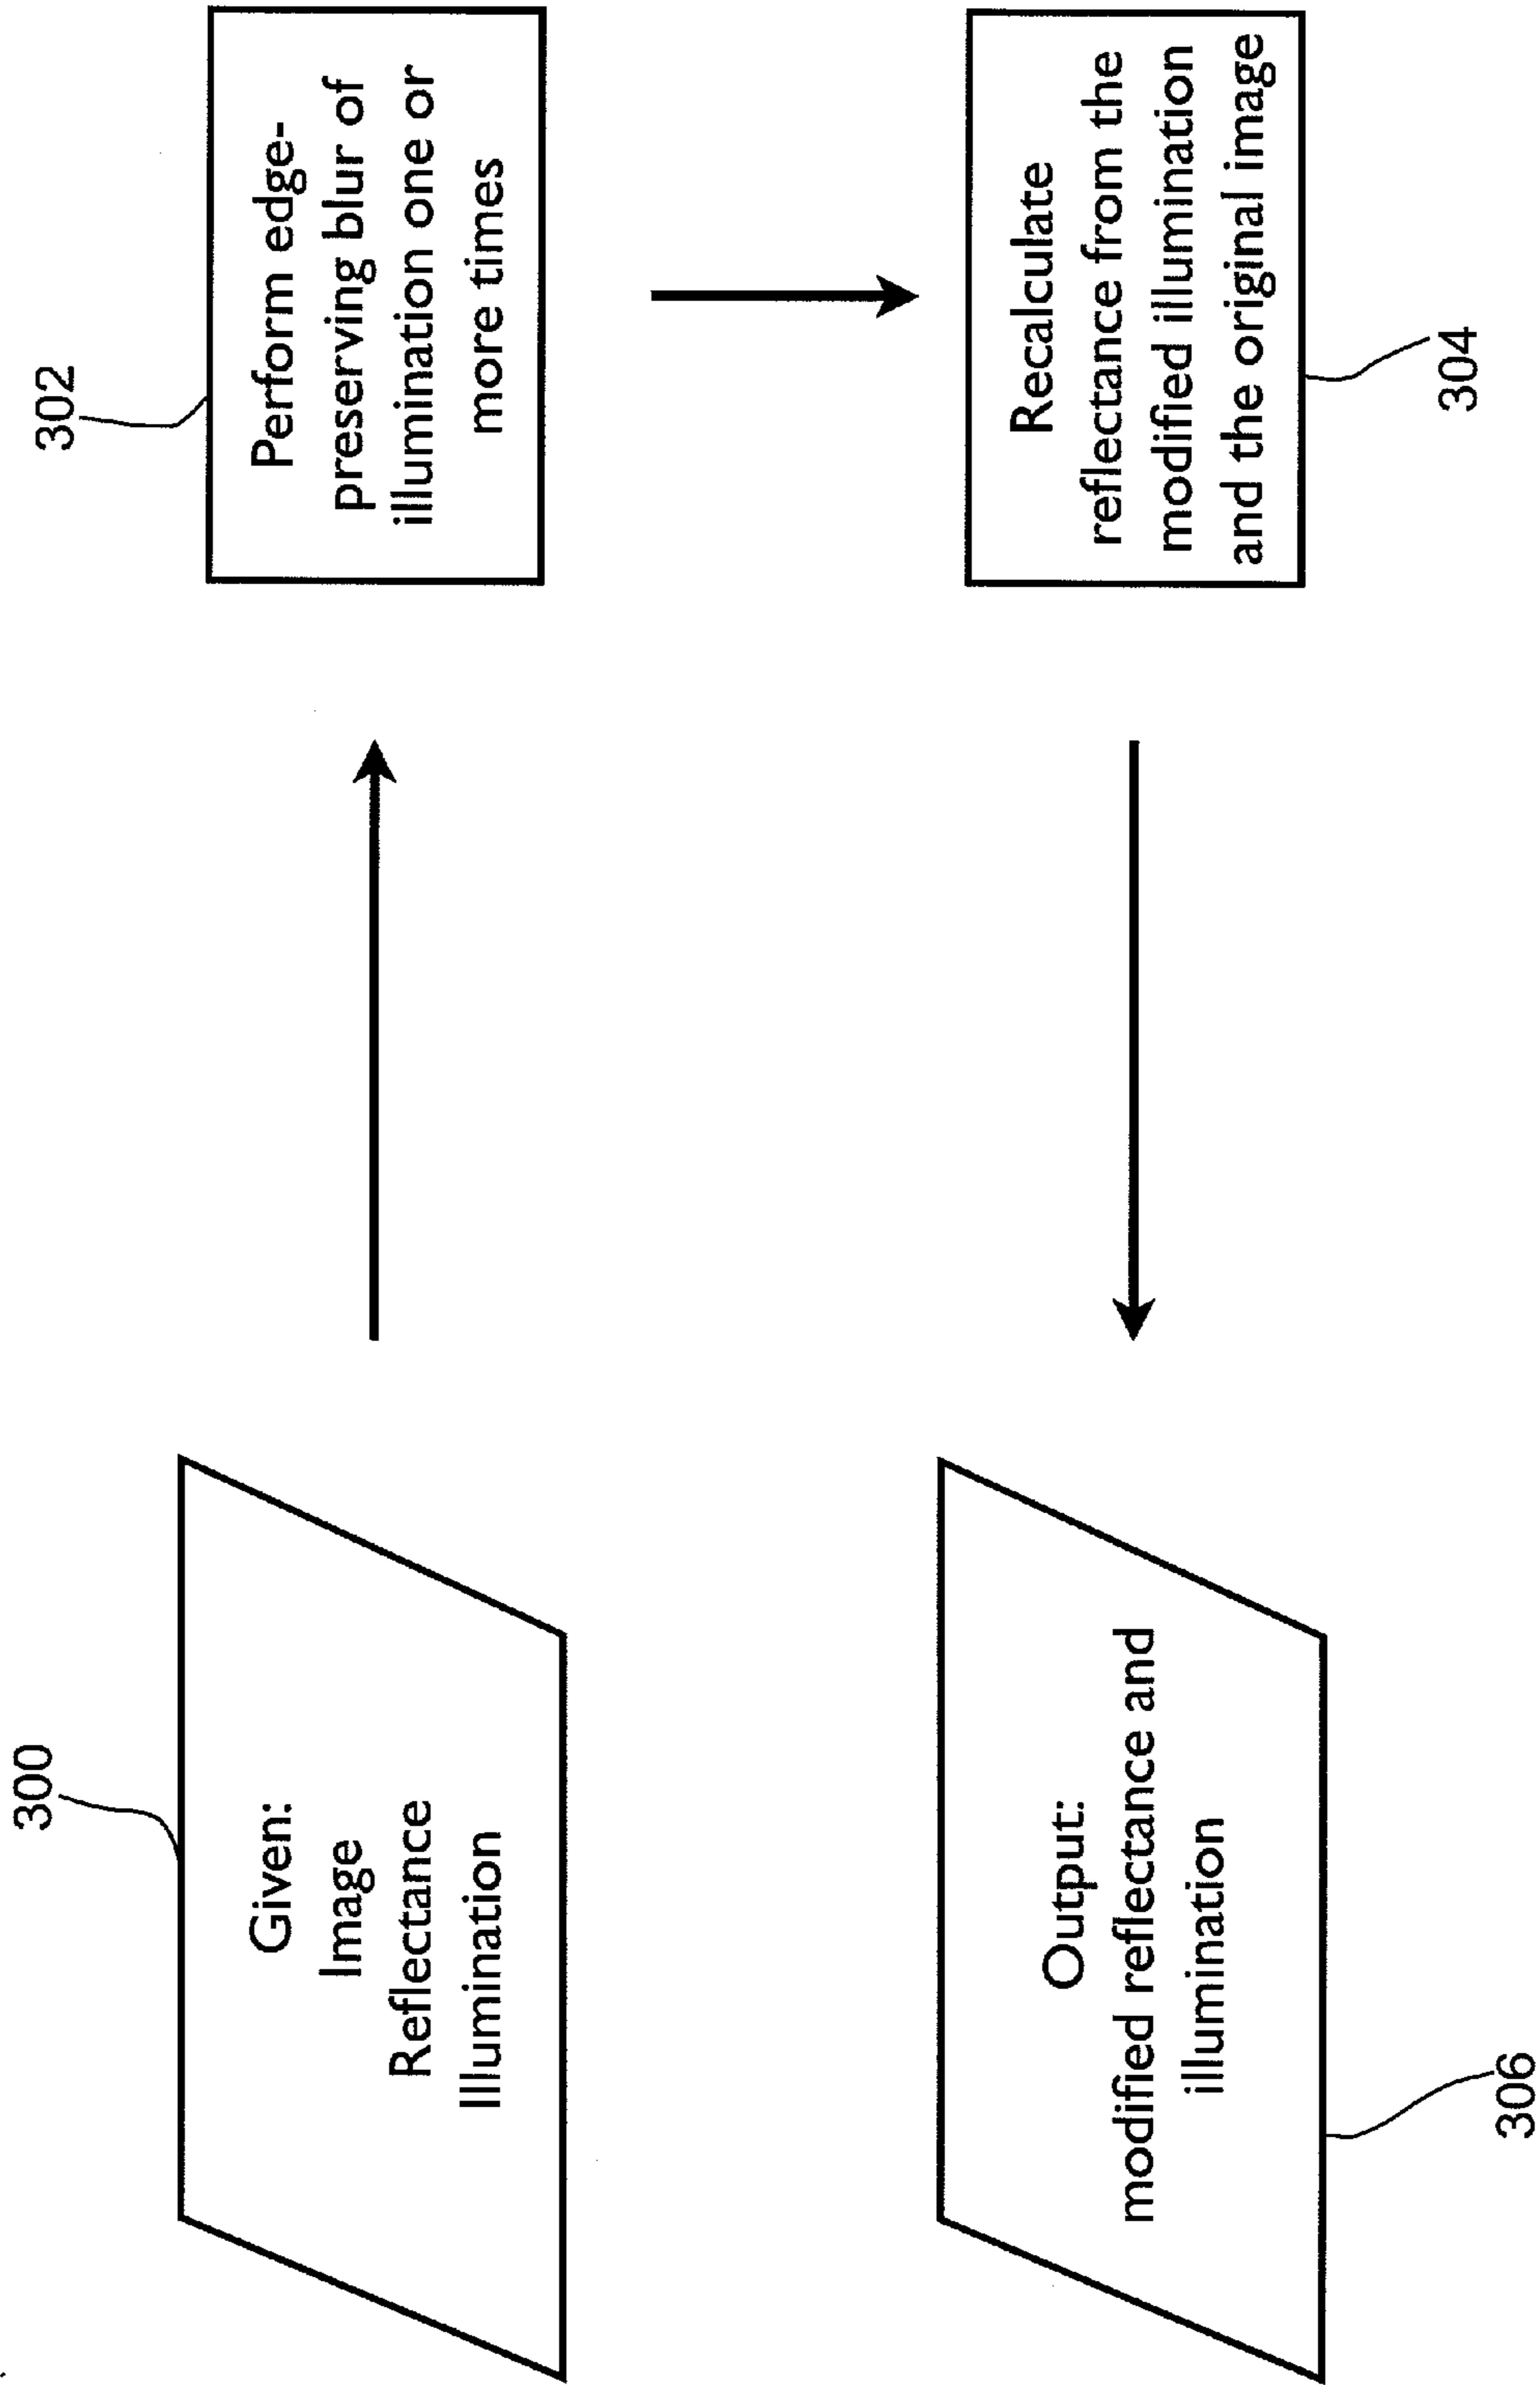 300
Given:
Image
Reflectance
Illumination
302
Perform edge-
preserving blur of
illumination one or
more times
Recalculate
reflectance from the
modified illumination
and the original image
304
Output:
modified reflectance and
illumination
306